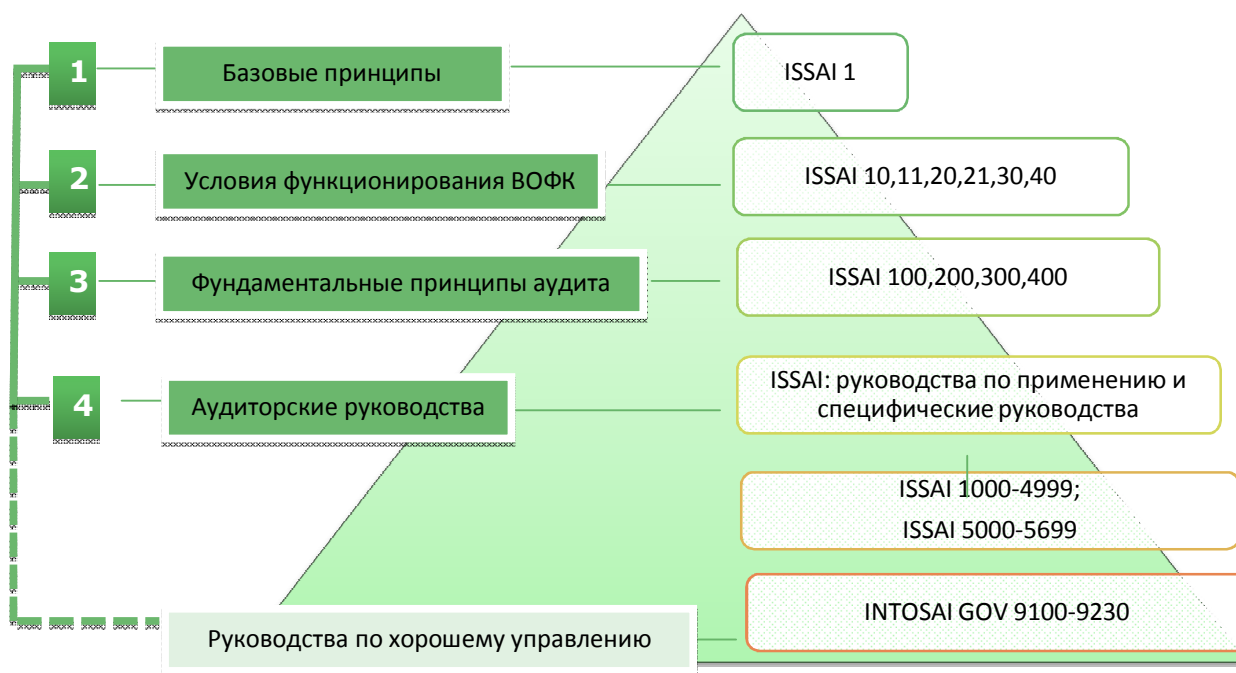 1
Базовые принципы
ISSAI 1
2
Условия функционирования ВОФК
ISSAI 10,11,20,21,30,40
3
Фундаментальные принципы аудита
ISSAI 100,200,300,400
4
Аудиторские руководства
ISSAI: руководства по применению и
специфические руководства
ISSAI 1000-4999;
ISSAI 5000-5699
Руководства по хорошему управлению
INTOSAI GOV 9100-9230